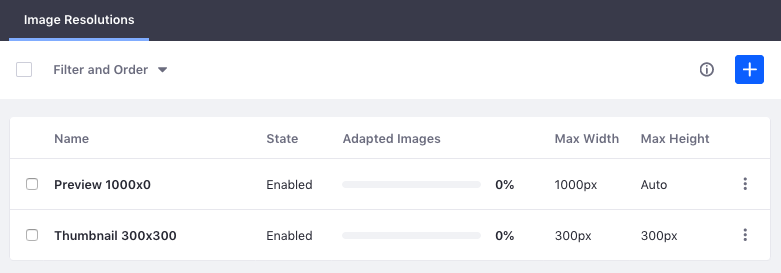 Image Resolutions
Filter and Order
Name State Adapted Images Max Width Max Height
Preview 1000x0 Enabled 0% 1000px Auto
Thumbnail 300x300 Enabled 0% 300px 300px